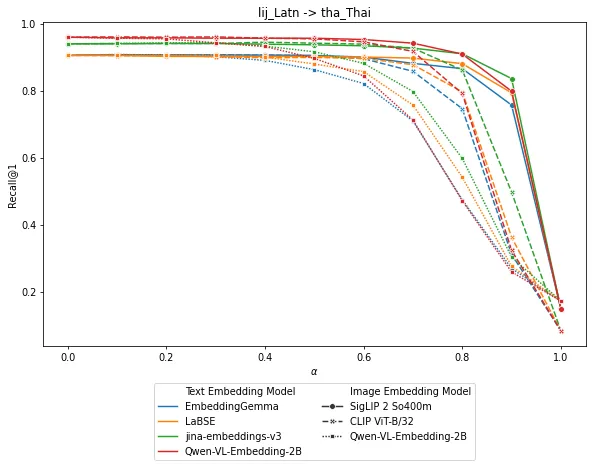 lij_Latn -> tha_Thai
1.0
0.8
0.6
0.4
0.2
Recall@1
0.0 0.2 0.4 0.6 0.8 1.0
α
Text Embedding Model Image Embedding Model
EmbeddingGemma SigLIP 2 So400m
LaBSE CLIP ViT-B/32
jina-embeddings-v3 Qwen-VL-Embedding-2B
Qwen-VL-Embedding-2B